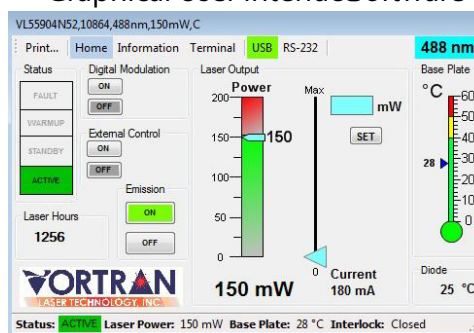 Graphical User Interface Software
VL55904N52,10864,488nm,150mW,C
Print... Home Information Terminal USB RS-232 488 nm
Status Digital Modulation Laser Output Base Plate
FAULT
WARMUP
STANDBY
ACTIVE
ON
OFF
External Control
ON
OFF
Emission
ON
OFF
Laser Hours
1256
Power
200
150
100
50
0
150
150 mW
Max
0
mW
SET
Current
180 mA
°C
60
50
40
30
20
10
0
28
Diode
25 °C
VORTRAN
LASER TECHNOLOGY, INC.
Status: ACTIVE Laser Power: 150 mW Base Plate: 28 °C Interlock: Closed